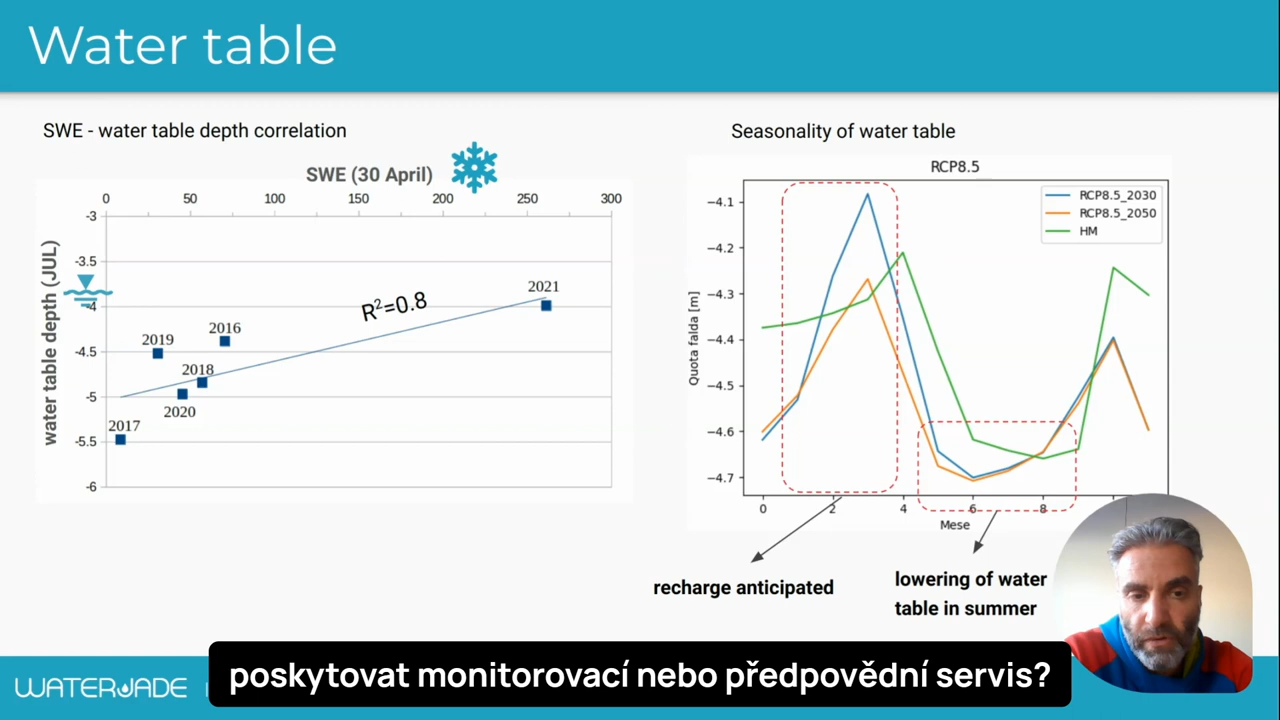 Water table
SWE - water table depth correlation
SWE (30 April)
0 50 100 150 200 250 300
-3
-3.5
-4
-4.5
-5
-5.5
-6
water table depth (JUL)
R²=0.8
2021
2016
2019
2018
2020
2017
Seasonality of water table
RCP8.5
RCP8.5_2030
RCP8.5_2050
HM
−4.1
−4.2
−4.3
−4.4
−4.5
−4.6
−4.7
Quota falda [m]
0 2 4 6 8
Mese
recharge anticipated
lowering of water
table in summer
WATERJADE
poskytovat monitorovací nebo předpovědní servis?